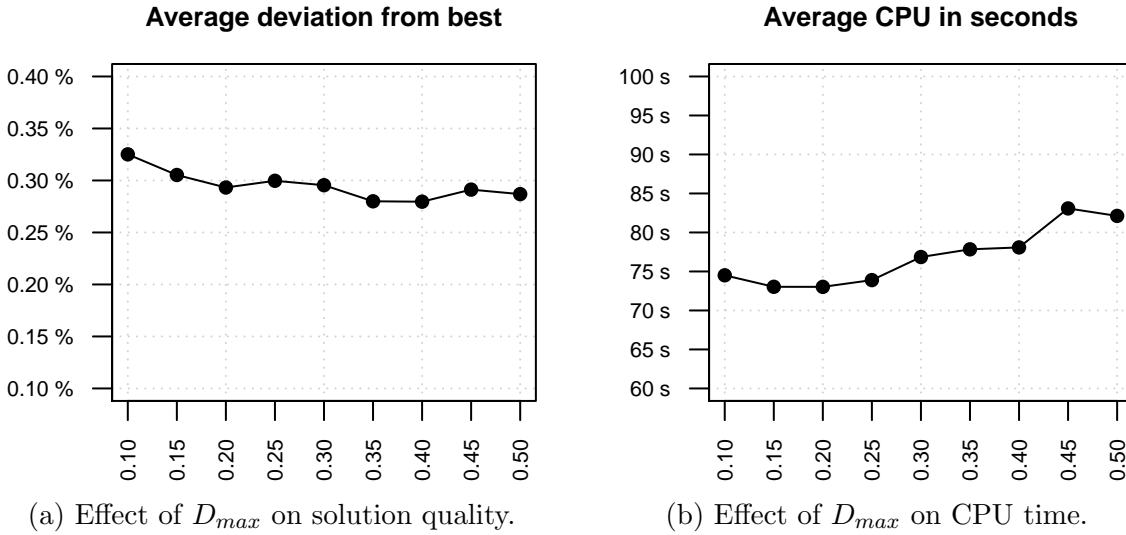 Average deviation from best
0.40 %
0.35 %
0.30 %
0.25 %
0.20 %
0.15 %
0.10 %
0.10 0.15 0.20 0.25 0.30 0.35 0.40 0.45 0.50
(a) Effect of D_max on solution quality.
Average CPU in seconds
100 s
95 s
90 s
85 s
80 s
75 s
70 s
65 s
60 s
0.10 0.15 0.20 0.25 0.30 0.35 0.40 0.45 0.50
(b) Effect of D_max on CPU time.